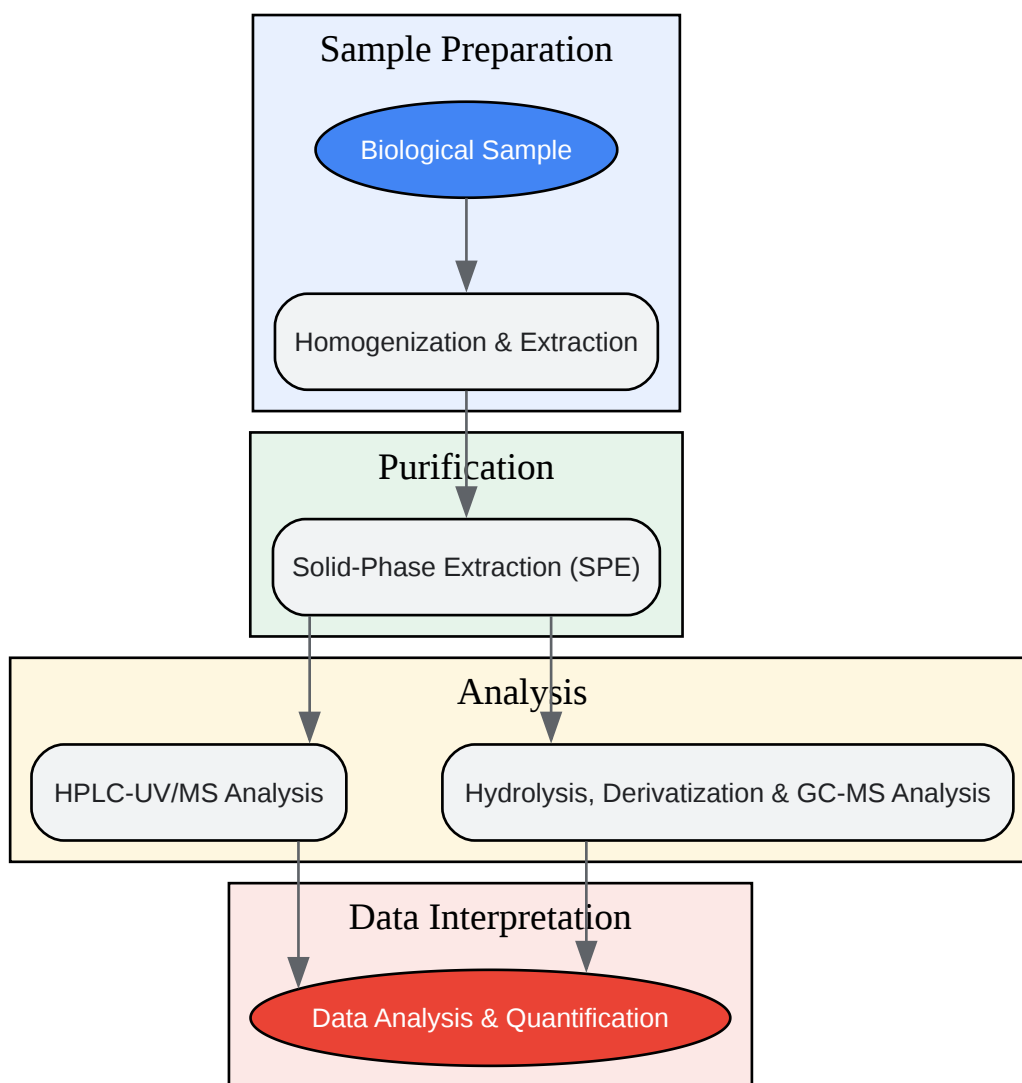 Sample Preparation
Biological Sample
Homogenization & Extraction
Purification
Solid-Phase Extraction (SPE)
Analysis
HPLC-UV/MS Analysis
Hydrolysis, Derivatization & GC-MS Analysis
Data Interpretation
Data Analysis & Quantification